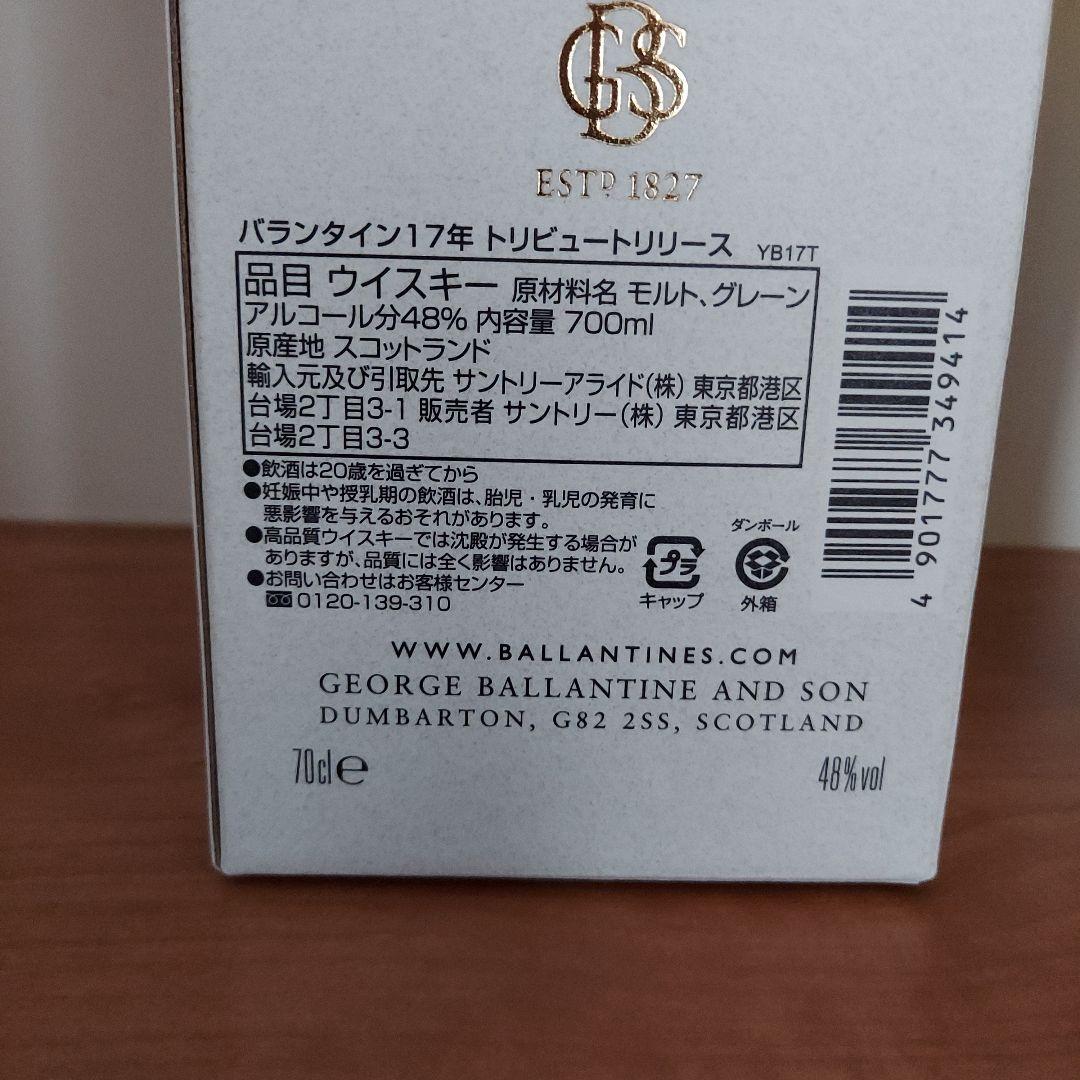 GBS
ESTD 1827
バランタイン17年 トリビュートリリース YB17T
品目 ウイスキー 原材料名 モルト、グレーン
アルコール分48% 内容量 700ml
原産地 スコットランド
輸入元及び引取先 サントリーアライド(株) 東京都港区
台場2丁目3-1 販売者 サントリー(株) 東京都港区
台場2丁目3-3
●飲酒は20歳を過ぎてから
●妊娠中や授乳期の飲酒は、胎児・乳児の発育に
悪影響を与えるおそれがあります。
●高品質ウイスキーでは沈殿が発生する場合が
ありますが、品質には全く影響はありません。
●お問い合わせはお客様センター
0120-139-310
プラ
キャップ
ダンボール
外箱
4 901777 349414
WWW.BALLANTINES.COM
GEORGE BALLANTINE AND SON
DUMBARTON, G82 2SS, SCOTLAND
70cl e
48%vol